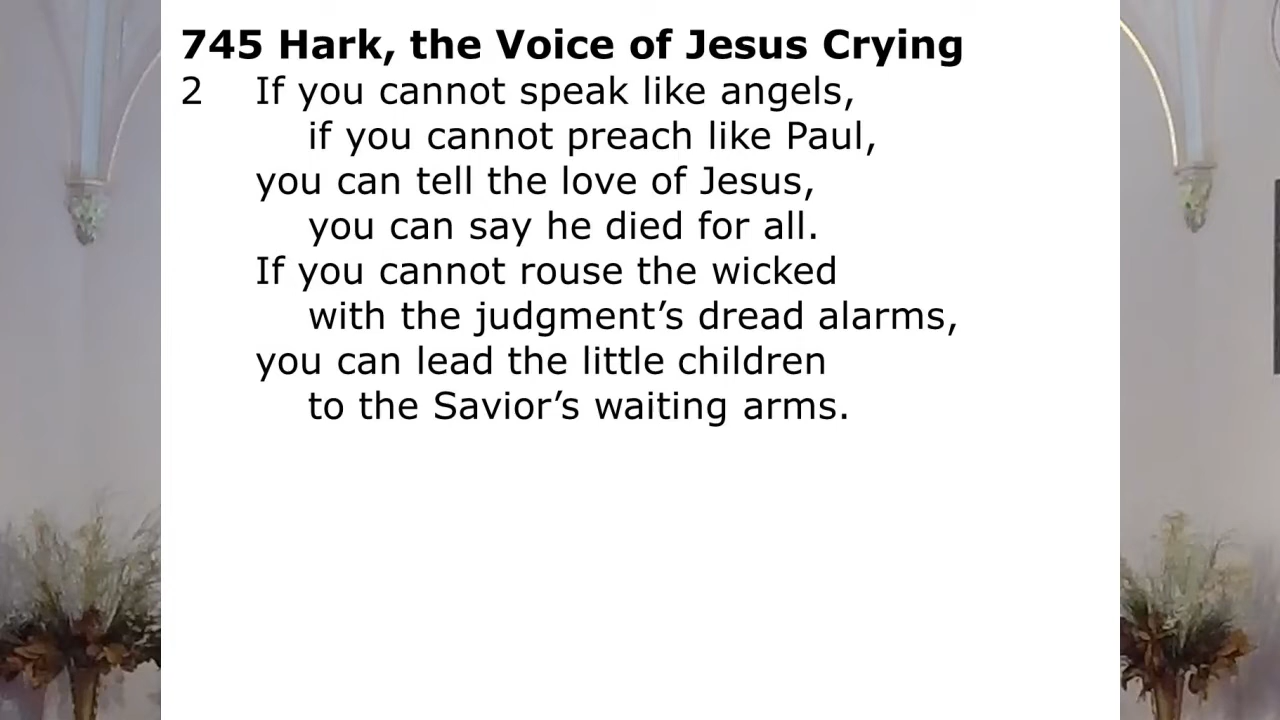 745 Hark, the Voice of Jesus Crying
2 If you cannot speak like angels,
if you cannot preach like Paul,
you can tell the love of Jesus,
you can say he died for all.
If you cannot rouse the wicked
with the judgment’s dread alarms,
you can lead the little children
to the Savior’s waiting arms.